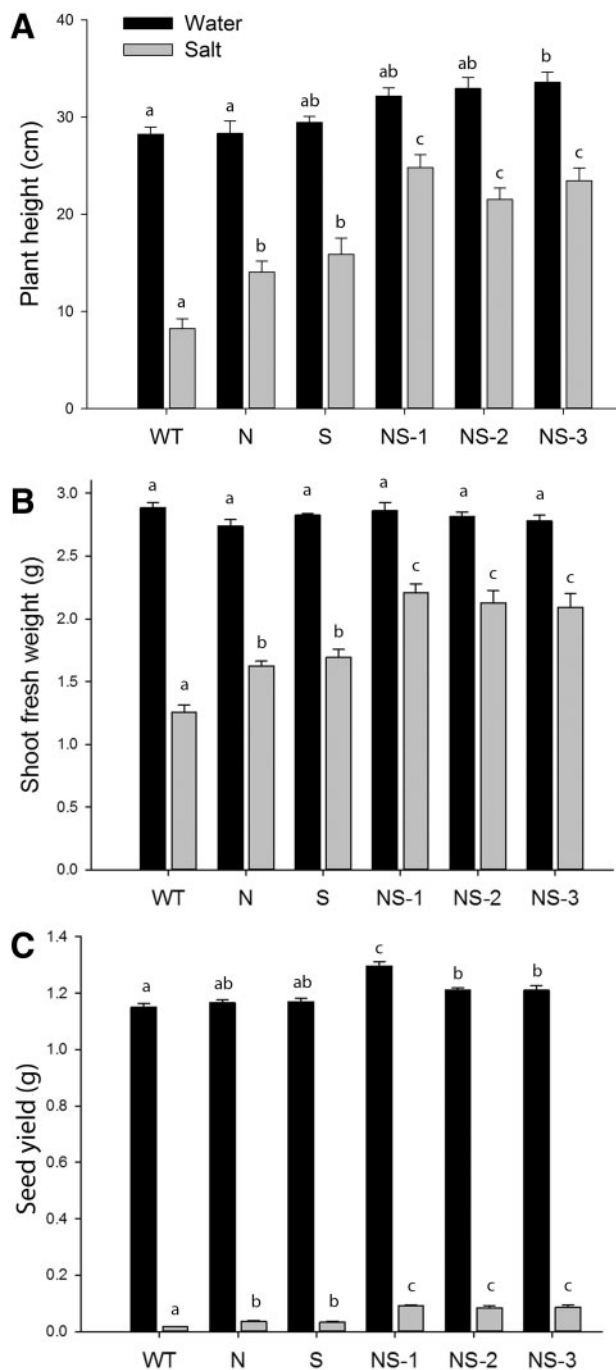 A
Water
Salt
Plant height (cm)
40
30
20
10
0
a a ab ab ab b
a b b c c c
WT N S NS-1 NS-2 NS-3
B
Shoot fresh weight (g)
3.0
2.5
2.0
1.5
1.0
0.5
0.0
a a a a a a
a b b c c c
WT N S NS-1 NS-2 NS-3
C
Seed yield (g)
1.4
1.2
1.0
0.8
0.6
0.4
0.2
0.0
a ab ab c b b
a b b c c c
WT N S NS-1 NS-2 NS-3